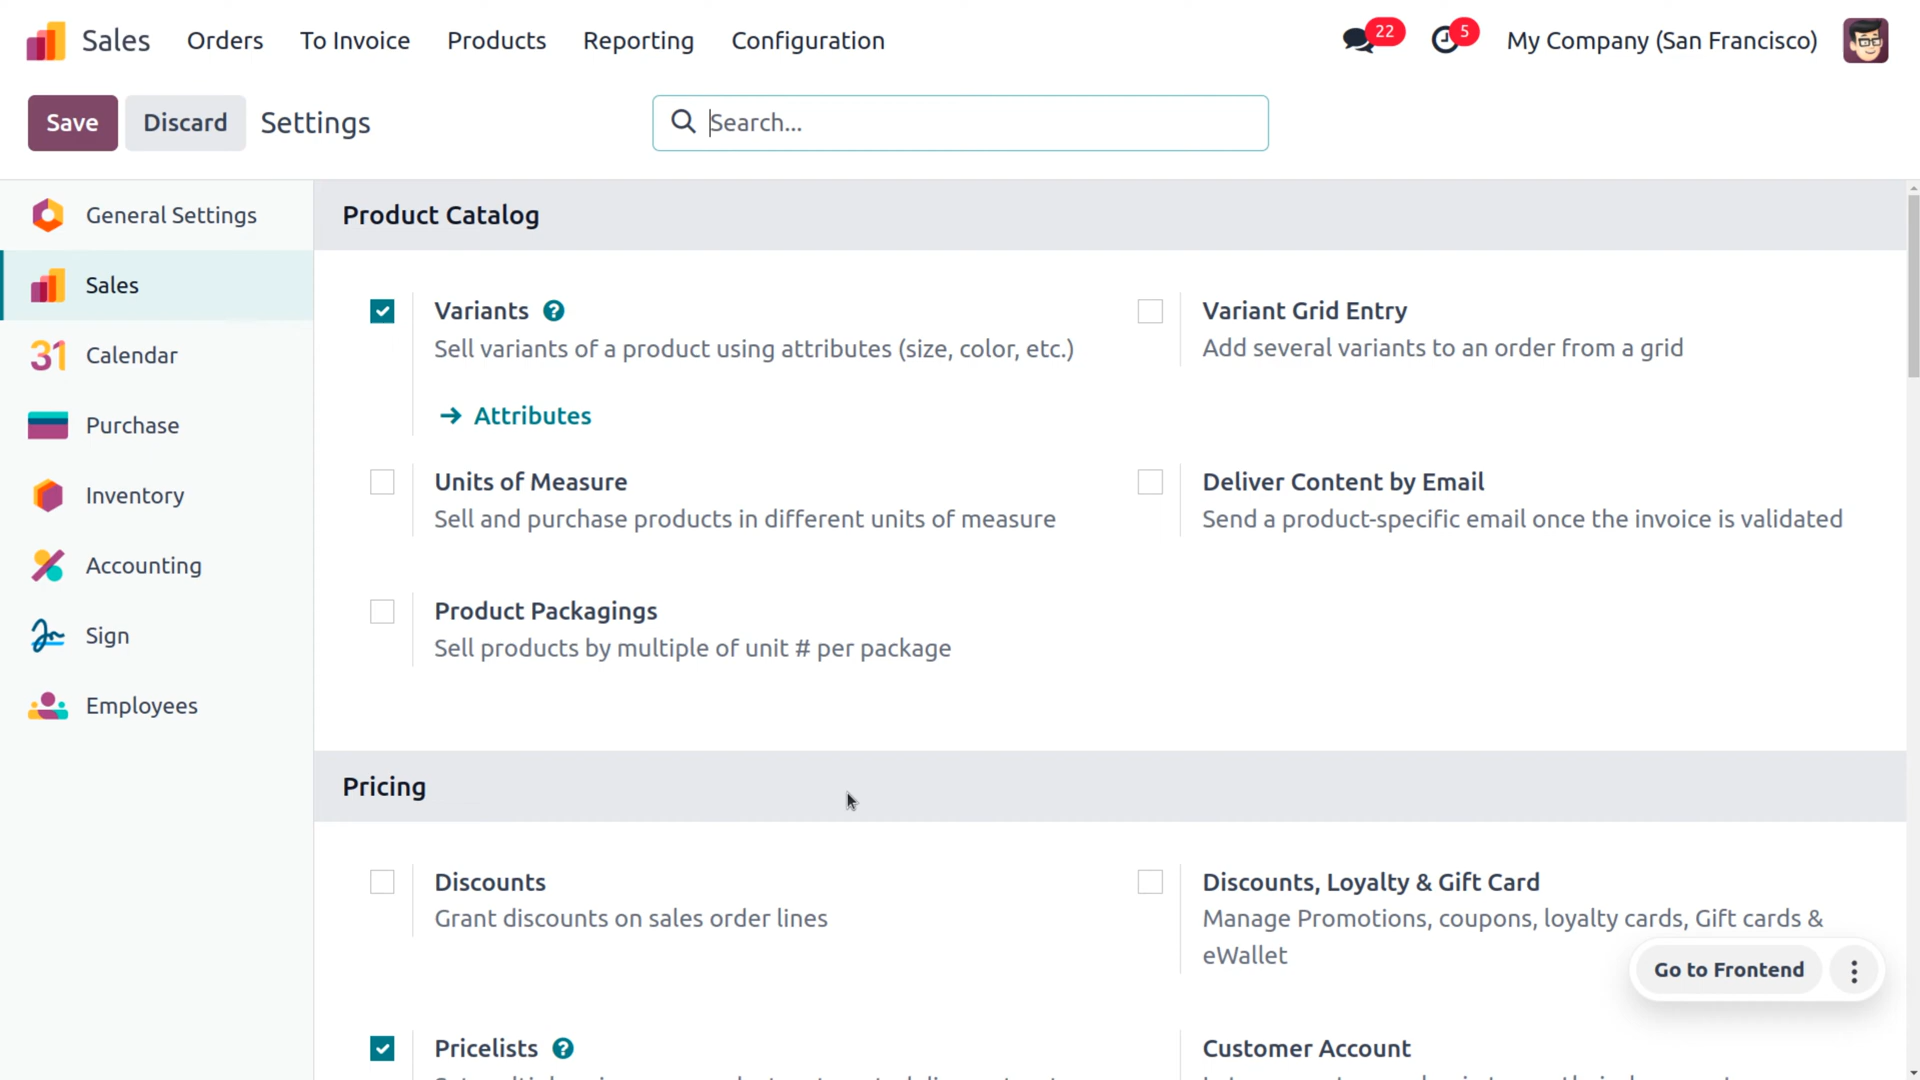 Sales Orders To Invoice Products Reporting Configuration 22 5 My Company (San Francisco)
Save Discard Settings Search...
General Settings
Sales
31 Calendar
Purchase
Inventory
Accounting
Sign
Employees
Product Catalog
Variants ?
Sell variants of a product using attributes (size, color, etc.)
Attributes
Variant Grid Entry
Add several variants to an order from a grid
Units of Measure
Sell and purchase products in different units of measure
Deliver Content by Email
Send a product-specific email once the invoice is validated
Product Packagings
Sell products by multiple of unit # per package
Pricing
Discounts
Grant discounts on sales order lines
Discounts, Loyalty & Gift Card
Manage Promotions, coupons, loyalty cards, Gift cards &
eWallet
Go to Frontend
Pricelists ?
Customer Account